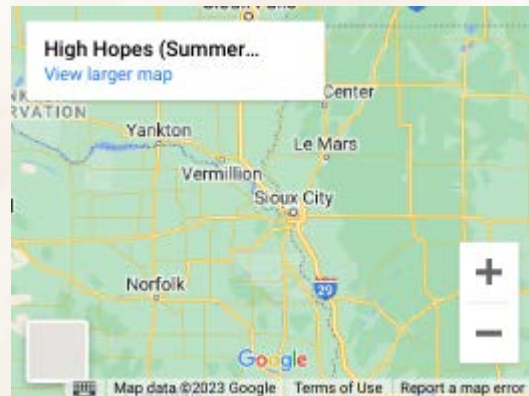 High Hopes (Summer...
View larger map
Center
RVATION
Yankton
Le Mars
Vermillion
Sioux City
Norfolk
29
+
−
Google
Map data ©2023 Google Terms of Use Report a map error